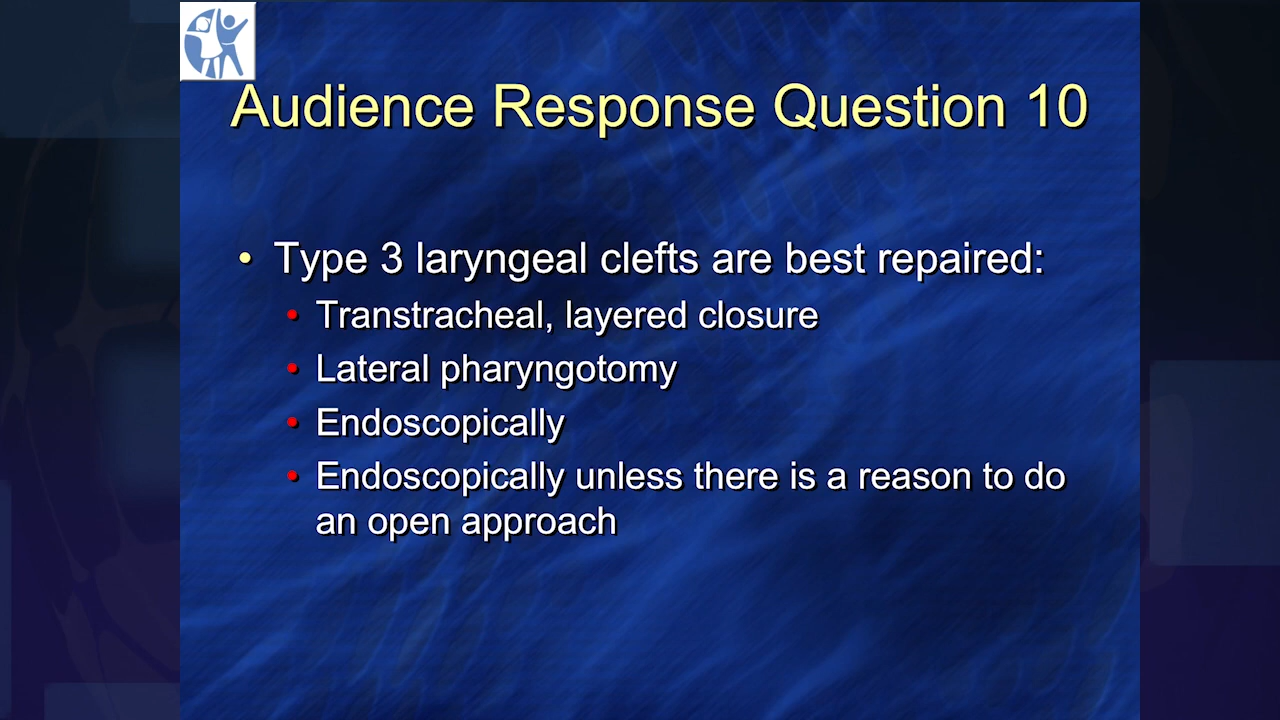 Audience Response Question 10
• Type 3 laryngeal clefts are best repaired:
• Transtracheal, layered closure
• Lateral pharyngotomy
• Endoscopically
• Endoscopically unless there is a reason to do
an open approach